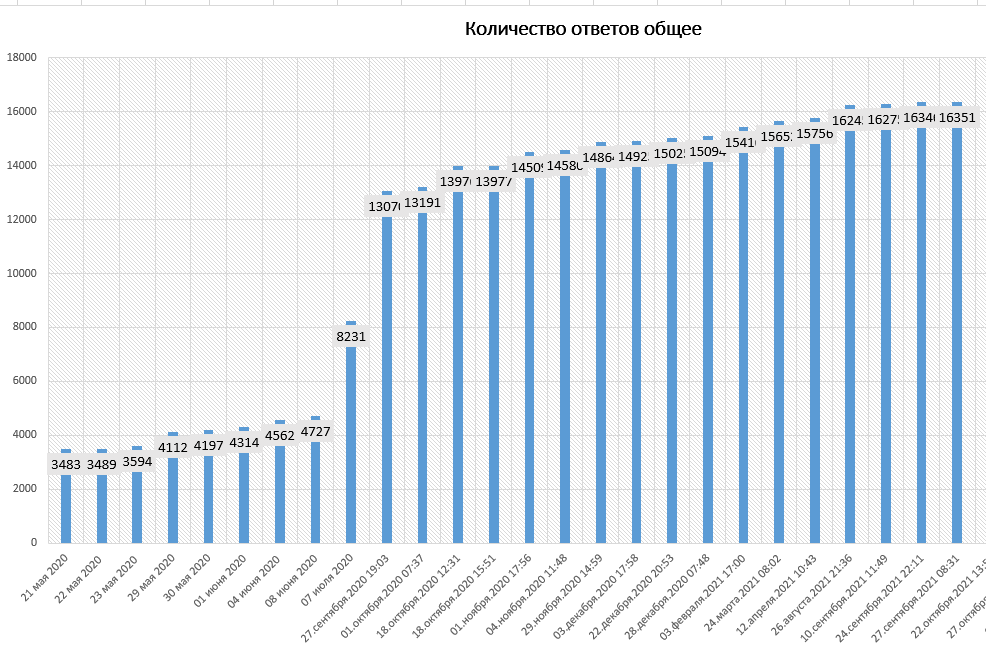 Количество ответов общее
18000
16000
14000
12000
10000
8000
6000
4000
2000
0
3483
3489
3594
4112
4197
4314
4562
4727
8231
13191
13977
15094
15756
16351
21 мая 2020
22 мая 2020
23 мая 2020
29 мая 2020
30 мая 2020
01 июня 2020
04 июня 2020
08 июня 2020
07 июля 2020
27.сентября.2020 19:03
01.октября.2020 07:37
18.октября.2020 12:31
18.октября.2020 15:51
01.ноября.2020 17:56
04.ноября.2020 11:48
29.ноября.2020 14:59
03.декабря.2020 17:58
22.декабря.2020 20:53
28.декабря.2020 07:48
03.февраля.2021 17:00
24.марта.2021 08:02
12.апреля.2021 10:43
26.августа.2021 21:36
10.сентября.2021 11:49
24.сентября.2021 22:11
27.сентября.2021 08:31
22.октября.2021